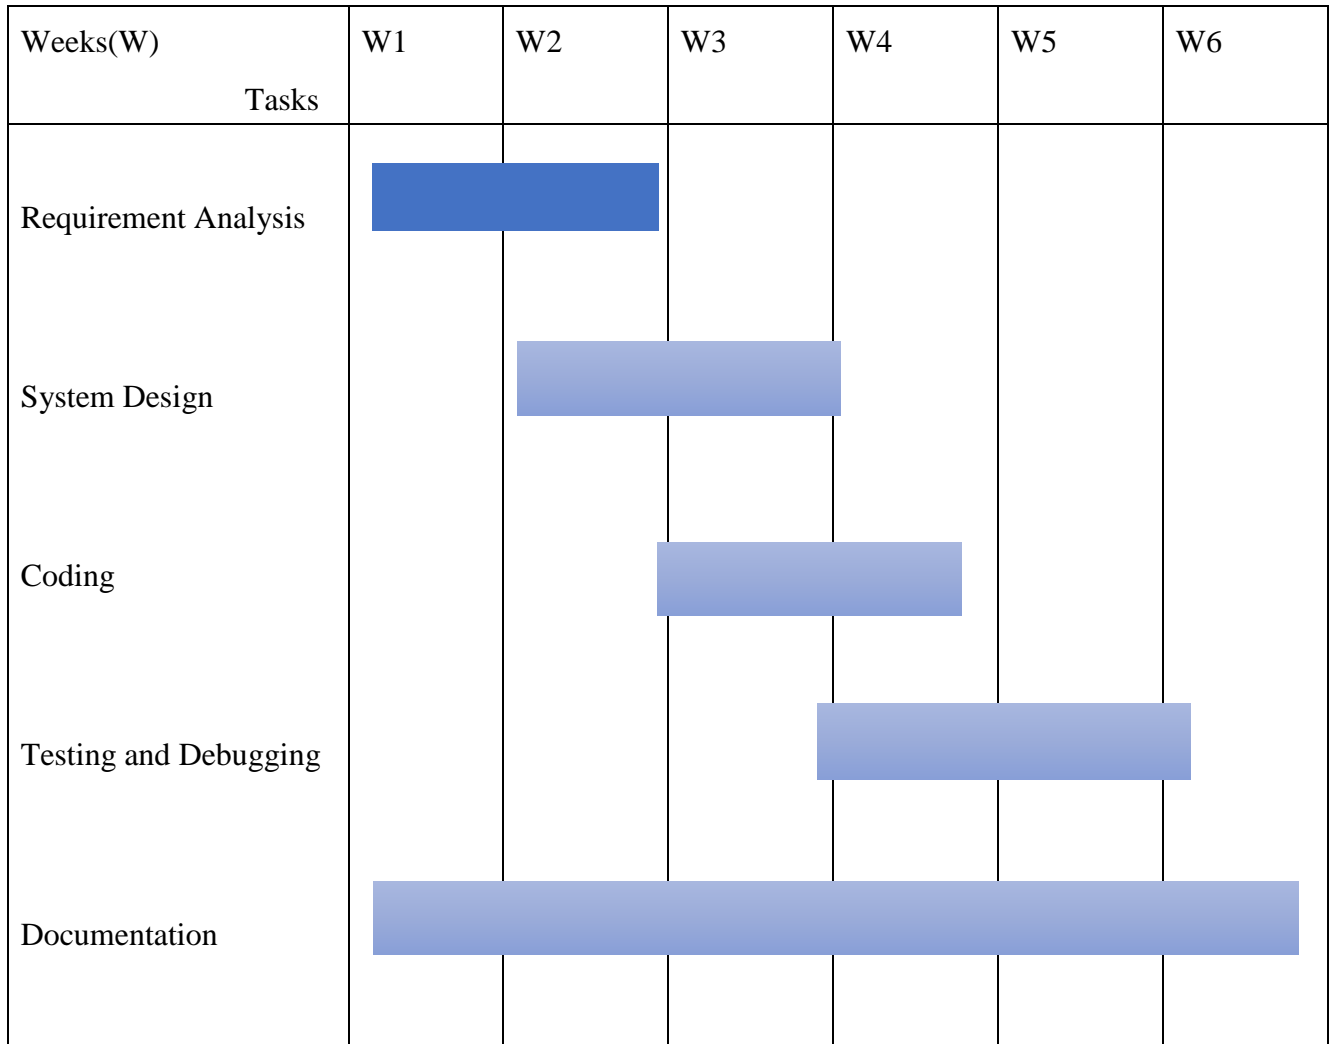 Weeks(W) W1 W2 W3 W4 W5 W6
Tasks
Requirement Analysis
System Design
Coding
Testing and Debugging
Documentation